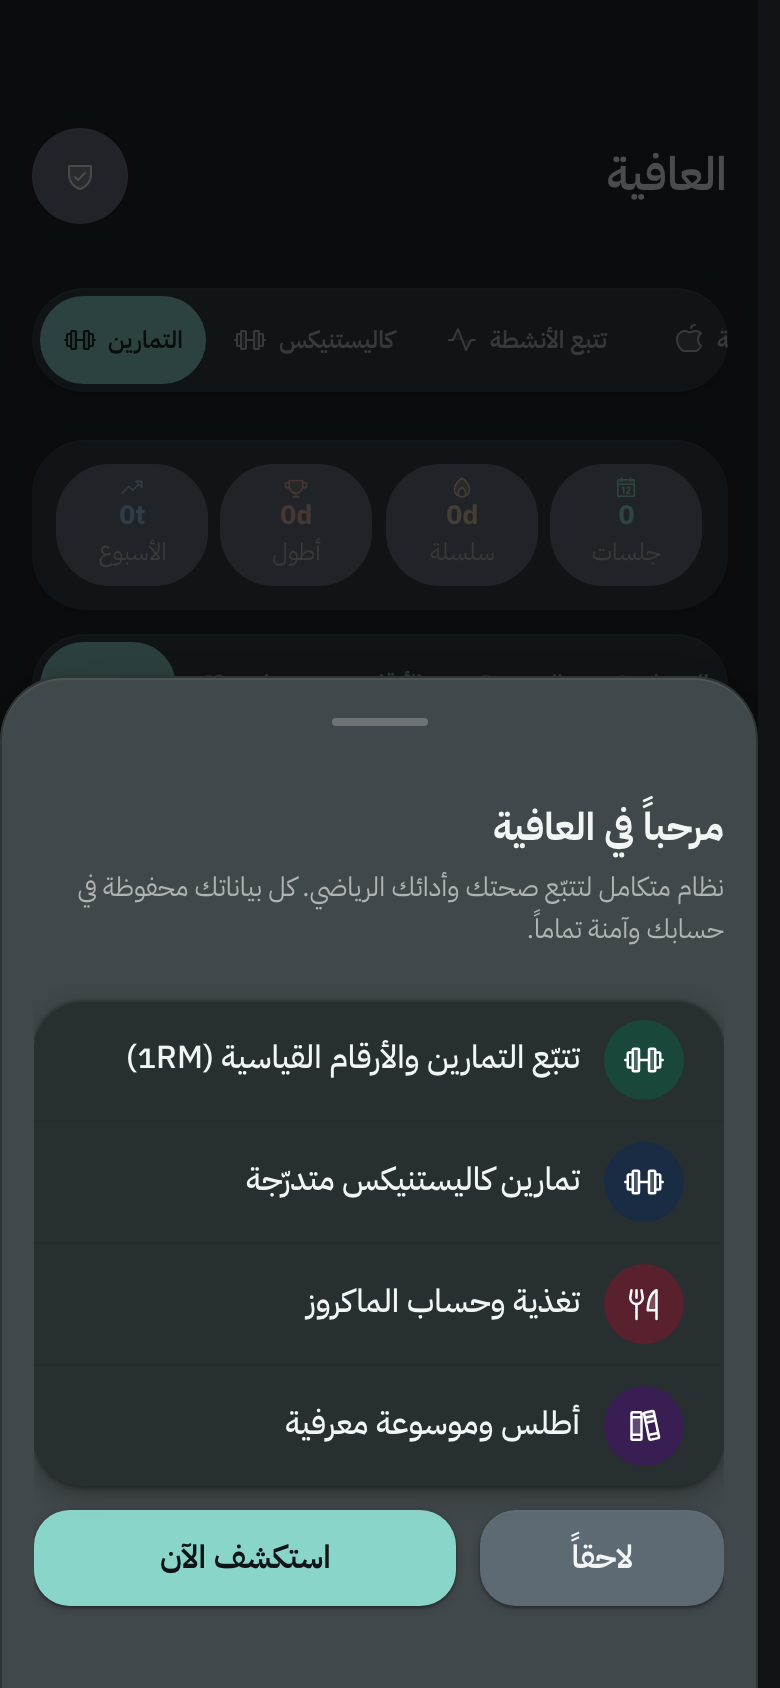 العافية
التمارين
كاليستنيكس
تتبع الأنشطة
0
جلسات
0d
سلسلة
0d
أطول
0t
الأسبوع
مرحباً في العافية
نظام متكامل لتتبّع صحتك وأدائك الرياضي. كل بياناتك محفوظة في
حسابك وآمنة تماماً.
تتبّع التمارين والأرقام القياسية (1RM)
تمارين كاليستنيكس متدرّجة
تغذية وحساب الماكروز
أطلس وموسوعة معرفية
لاحقاً
استكشف الآن